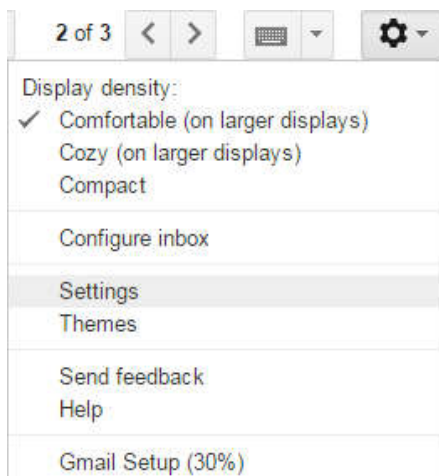 2 of 3
Display density:
Comfortable (on larger displays)
Cozy (on larger displays)
Compact
Configure inbox
Settings
Themes
Send feedback
Help
Gmail Setup (30%)